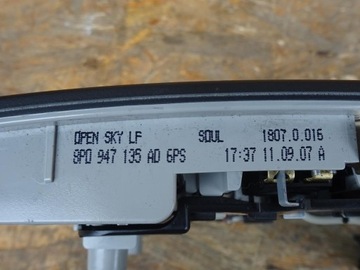 OPEN SKY LF SOUL 1807.0.016
8P0 947 135 AD 6PS 17:37 11.09.07 A